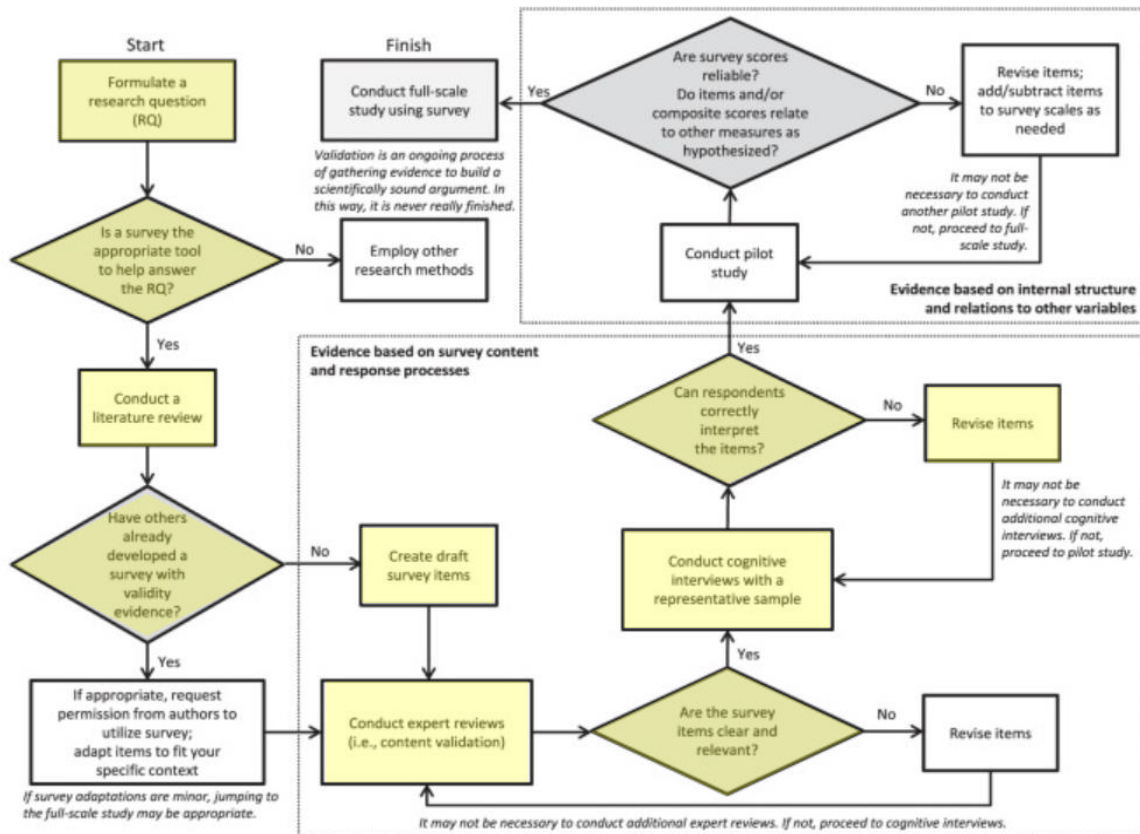 Start
Formulate a
research question
(RQ)
Is a survey the
appropriate tool
to help answer
the RQ?
No
Employ other
research methods
Yes
Conduct a
literature review
Have others
already
developed a
survey with
validity
evidence?
No
Yes
If appropriate, request
permission from authors to
utilize survey;
adapt items to fit your
specific context
If survey adaptations are minor, jumping to
the full-scale study may be appropriate.
Evidence based on survey content
and response processes
Create draft
survey items
Conduct expert reviews
(i.e., content validation)
Are the survey
items clear and
relevant?
No
Revise items
It may not be necessary to conduct additional expert reviews. If not, proceed to cognitive interviews.
Yes
Conduct cognitive
interviews with a
representative sample
Can respondents
correctly
interpret
the items?
No
Revise items
It may not be
necessary to conduct
additional cognitive
interviews. If not,
proceed to pilot study.
Yes
Conduct pilot
study
Are survey scores
reliable?
Do items and/or
composite scores relate
to other measures as
hypothesized?
No
Revise items;
add/subtract items
to survey scales as
needed
It may not be
necessary to conduct
another pilot study. If
not, proceed to full-
scale study.
Evidence based on internal structure
and relations to other variables
Yes
Finish
Conduct full-scale
study using survey
Validation is an ongoing process
of gathering evidence to build a
scientifically sound argument. In
this way, it is never really finished.